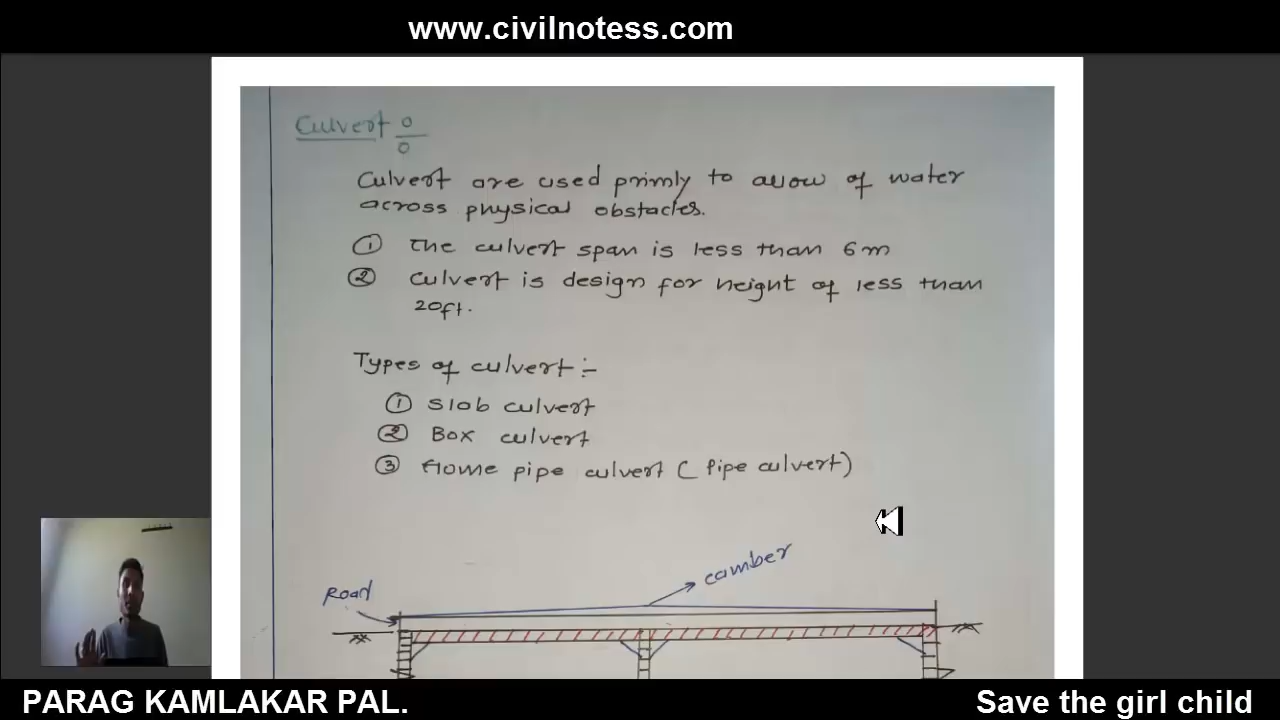 www.civilnotess.com
Culvert :
Culvert are used primly to allow of water
across physical obstacles.
① The culvert span is less than 6m
② Culvert is design for height of less than
20ft.
Types of culvert :-
① Slab culvert
② Box culvert
③ Home pipe culvert ( Pipe culvert)
camber
Road
PARAG KAMLAKAR PAL.
Save the girl child